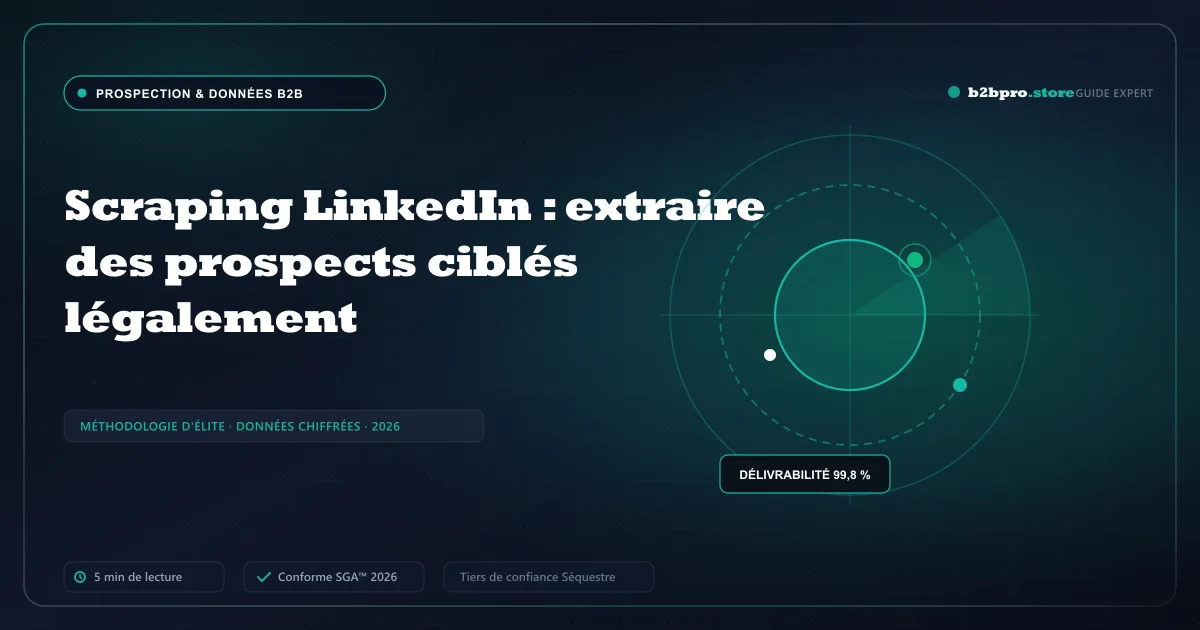 PROSPECTION & DONNÉES B2B
b2bpro.store GUIDE EXPERT
Scraping LinkedIn : extraire
des prospects ciblés
légalement
MÉTHODOLOGIE D'ÉLITE · DONNÉES CHIFFRÉES · 2026
DÉLIVRABILITÉ 99,8 %
5 min de lecture
Conforme SGA™ 2026
Tiers de confiance Séquestre